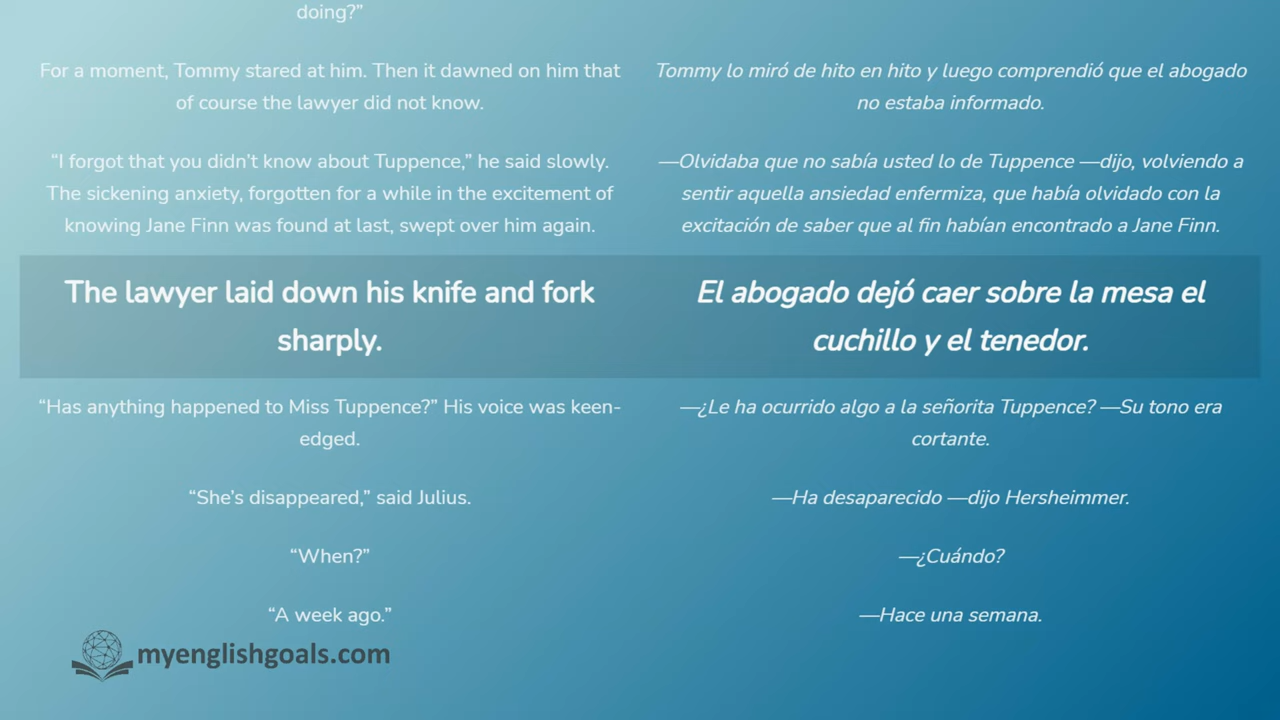 doing?”
For a moment, Tommy stared at him. Then it dawned on him that
of course the lawyer did not know.
“I forgot that you didn’t know about Tuppence,” he said slowly.
The sickening anxiety, forgotten for a while in the excitement of
knowing Jane Finn was found at last, swept over him again.
The lawyer laid down his knife and fork
sharply.
“Has anything happened to Miss Tuppence?” His voice was keen-
edged.
“She’s disappeared,” said Julius.
“When?”
“A week ago.”
Tommy lo miró de hito en hito y luego comprendió que el abogado
no estaba informado.
—Olvidaba que no sabía usted lo de Tuppence —dijo, volviendo a
sentir aquella ansiedad enfermiza, que había olvidado con la
excitación de saber que al fin habían encontrado a Jane Finn.
El abogado dejó caer sobre la mesa el
cuchillo y el tenedor.
—¿Le ha ocurrido algo a la señorita Tuppence? —Su tono era
cortante.
—Ha desaparecido —dijo Hersheimmer.
—¿Cuándo?
—Hace una semana.
myenglishgoals.com